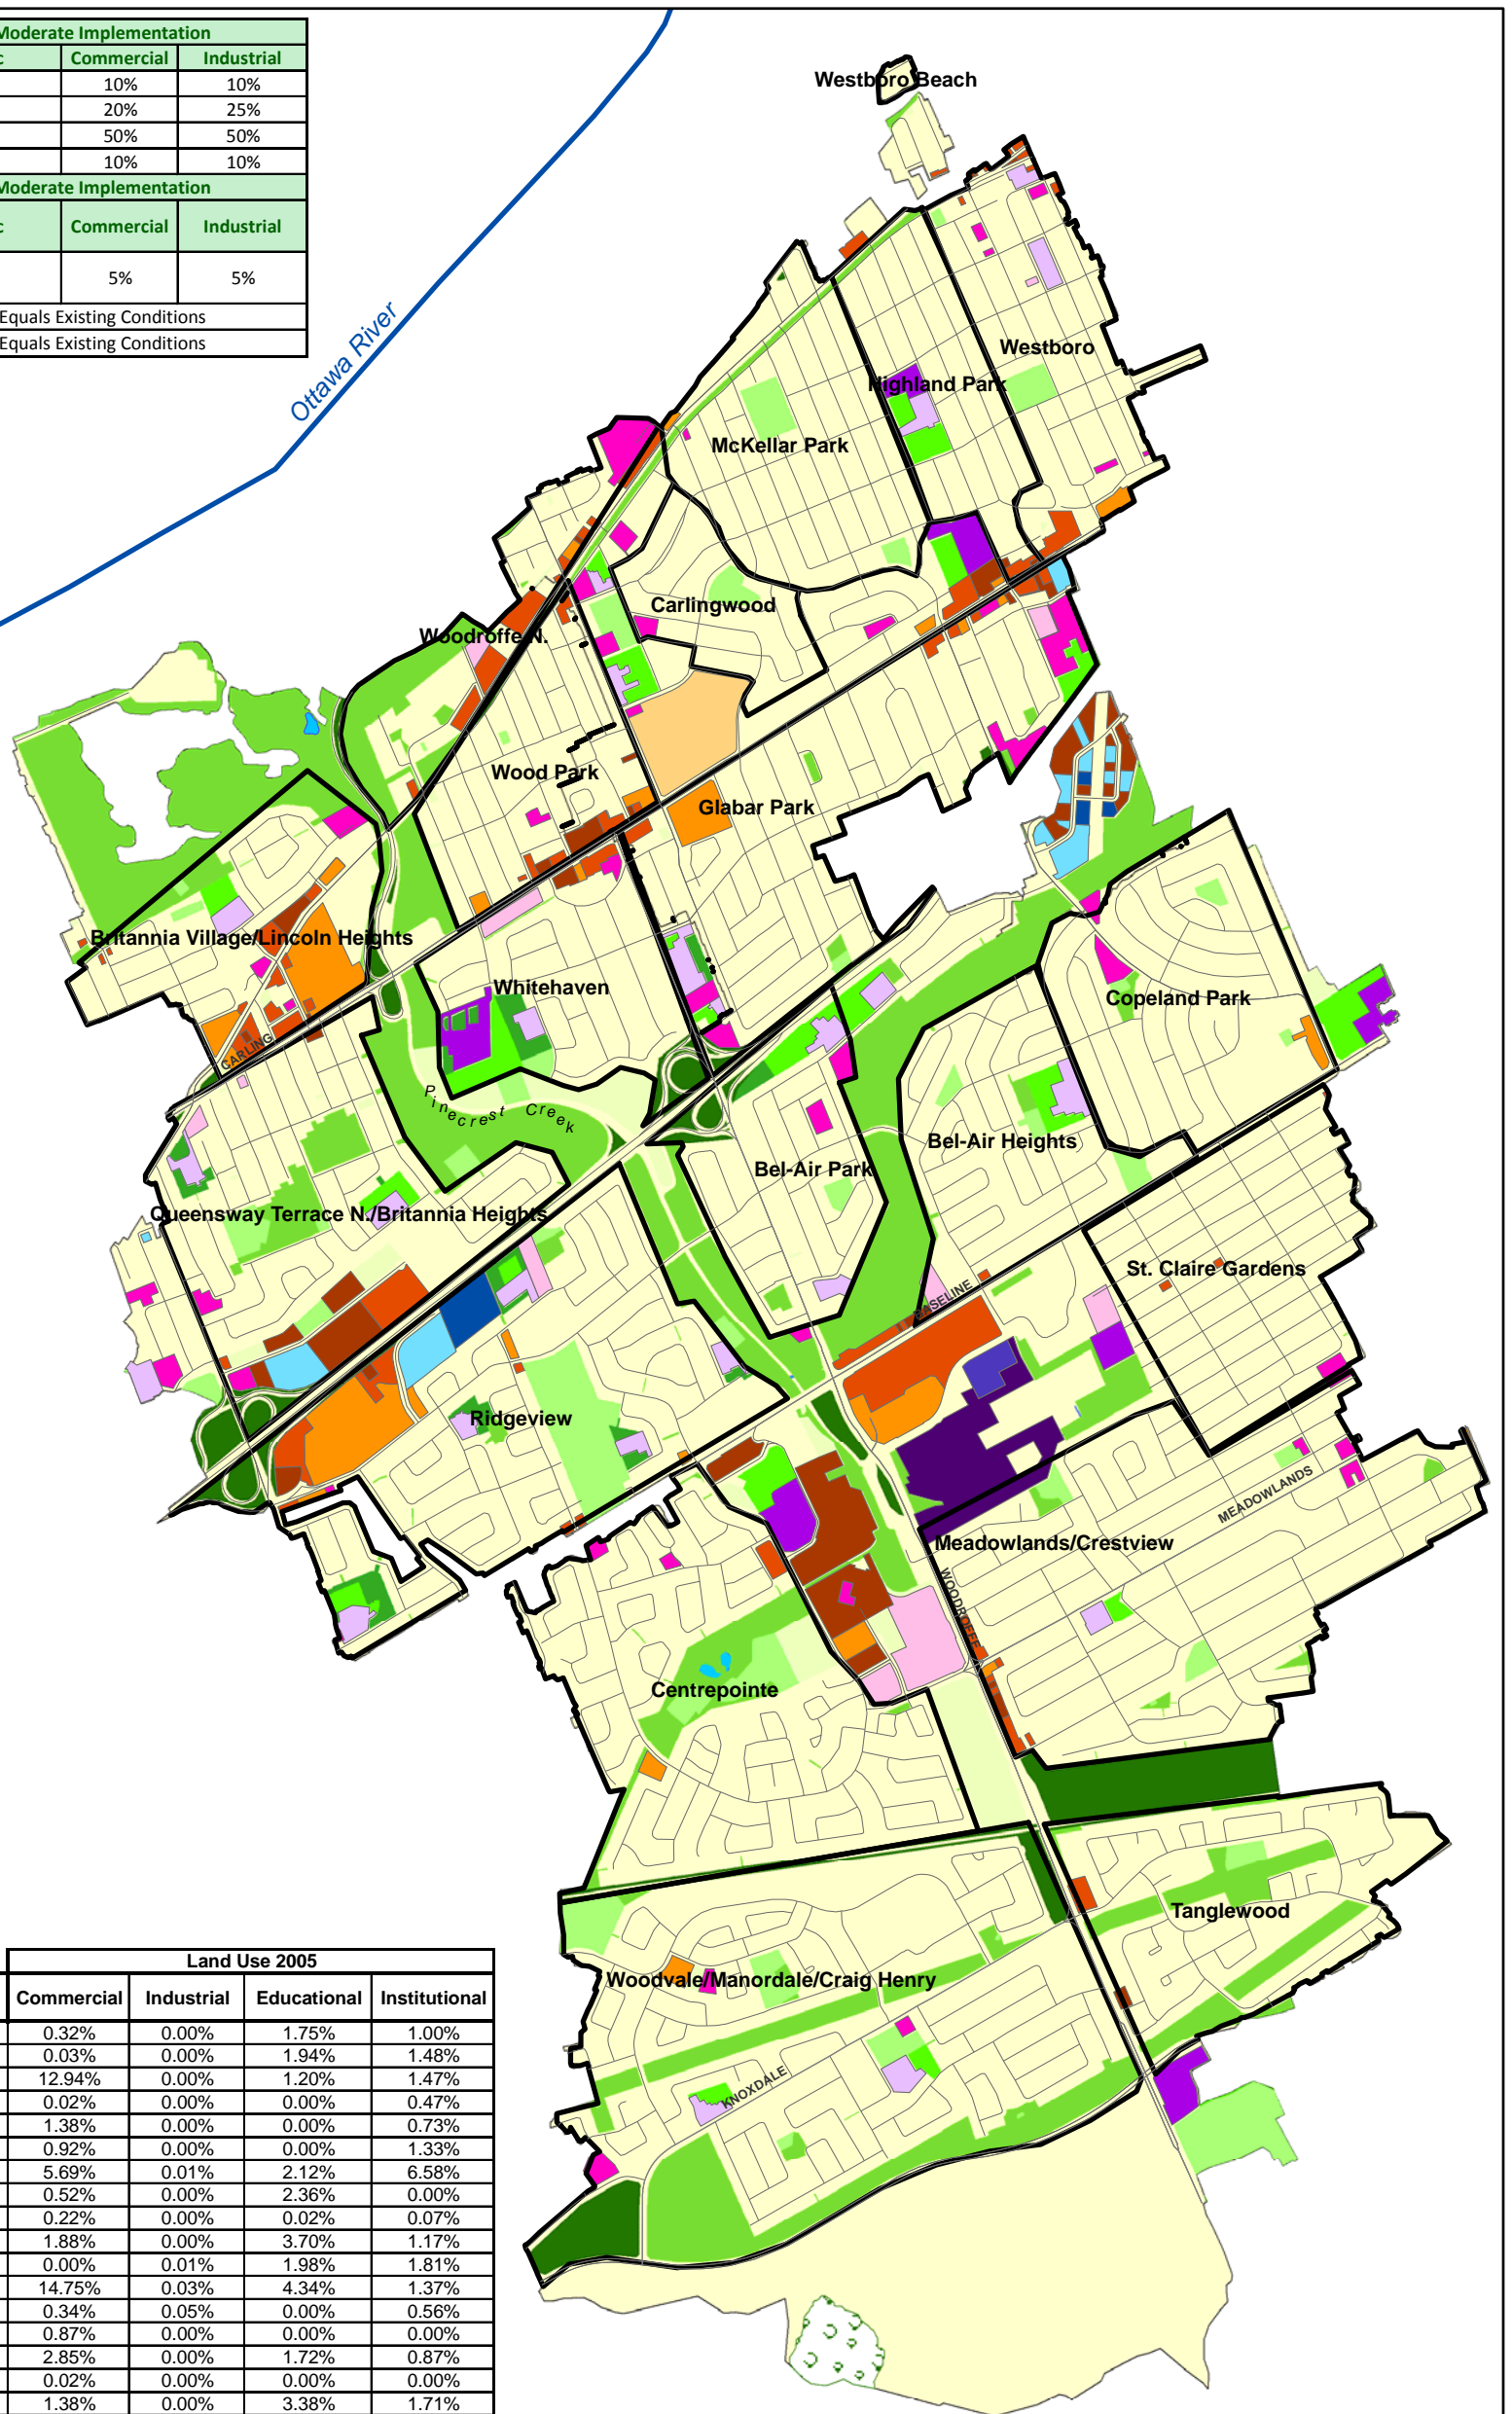 Moderate Implementation
c Commercial Industrial
10% 10%
20% 25%
50% 50%
10% 10%
Moderate Implementation
c Commercial Industrial
5% 5%
Equals Existing Conditions
Equals Existing Conditions
Ottawa River
Westboro Beach
Westboro
Highland Park
McKellar Park
Carlingwood
Woodroffe N.
Wood Park
Glabar Park
Britannia Village/Lincoln Heights
Whitehaven
Copeland Park
CARLING
Pinecrest Creek
Bel-Air Heights
Bel-Air Park
Queensway Terrace N./Britannia Heights
St. Claire Gardens
BASELINE
Ridgeview
MEADOWLANDS
Meadowlands/Crestview
WOODROFFE
Centrepointe
Tanglewood
Woodvale/Manordale/Craig Henry
KNOXDALE
Land Use 2005
Commercial Industrial Educational Institutional
0.32% 0.00% 1.75% 1.00%
0.03% 0.00% 1.94% 1.48%
12.94% 0.00% 1.20% 1.47%
0.02% 0.00% 0.00% 0.47%
1.38% 0.00% 0.00% 0.73%
0.92% 0.00% 0.00% 1.33%
5.69% 0.01% 2.12% 6.58%
0.52% 0.00% 2.36% 0.00%
0.22% 0.00% 0.02% 0.07%
1.88% 0.00% 3.70% 1.17%
0.00% 0.01% 1.98% 1.81%
14.75% 0.03% 4.34% 1.37%
0.34% 0.05% 0.00% 0.56%
0.87% 0.00% 0.00% 0.00%
2.85% 0.00% 1.72% 0.87%
0.02% 0.00% 0.00% 0.00%
1.38% 0.00% 3.38% 1.71%